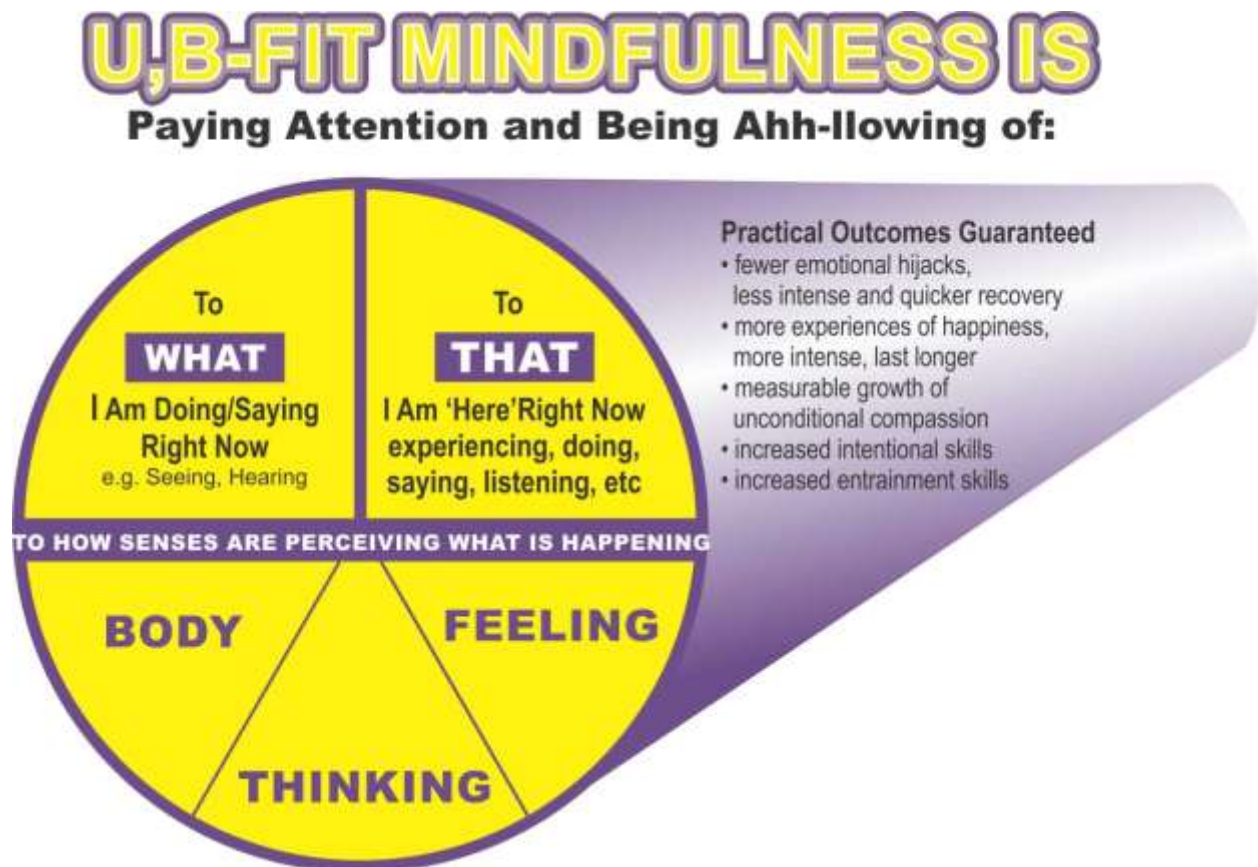 U,B-FIT MINDFULNESS IS
Paying Attention and Being Ahh-llowing of:
To
WHAT
I Am Doing/Saying
Right Now
e.g. Seeing, Hearing
To
THAT
I Am ‘Here’Right Now
experiencing, doing,
saying, listening, etc
Practical Outcomes Guaranteed
• fewer emotional hijacks,
less intense and quicker recovery
• more experiences of happiness,
more intense, last longer
• measurable growth of
unconditional compassion
• increased intentional skills
• increased entrainment skills
TO HOW SENSES ARE PERCEIVING WHAT IS HAPPENING
BODY
FEELING
THINKING